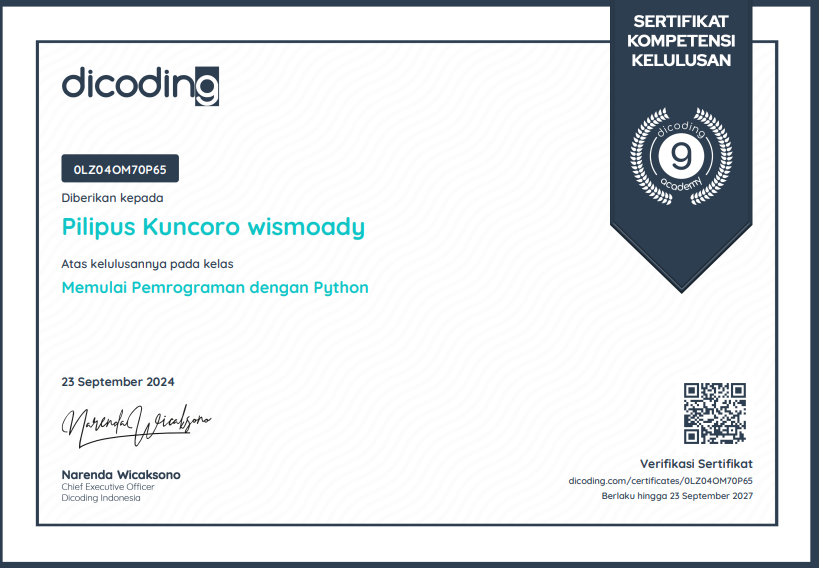 SERTIFIKAT
KOMPETENSI
KELULUSAN
dicoding
dicoding
9
academy
0LZ04OM70P65
Diberikan kepada
Pilipus Kuncoro wismoady
Atas kelulusannya pada kelas
Memulai Pemrograman dengan Python
23 September 2024
Narenda Wicaksono
Narenda Wicaksono
Chief Executive Officer
Dicoding Indonesia
Verifikasi Sertifikat
dicoding.com/certificates/0LZ04OM70P65
Berlaku hingga 23 September 2027